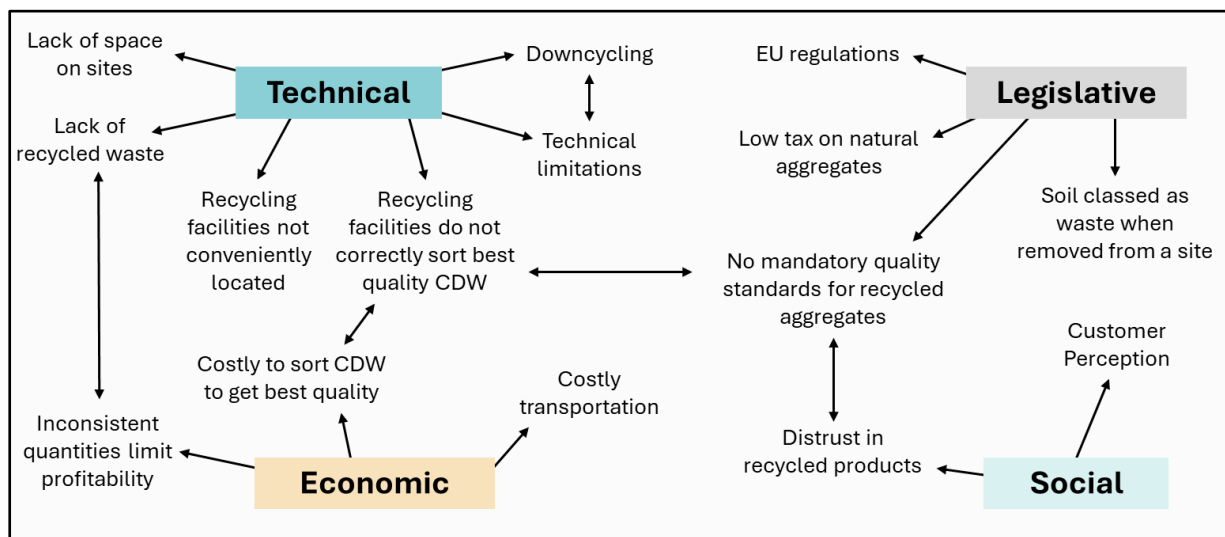 Lack of space
on sites
Technical
Downcycling
Technical
limitations
Lack of
recycled waste
Recycling
facilities not
conveniently
located
Recycling
facilities do not
correctly sort best
quality CDW
EU regulations
Legislative
Low tax on natural
aggregates
Soil classed as
waste when
removed from a site
No mandatory quality
standards for recycled
aggregates
Costly to sort CDW
to get best quality
Costly
transportation
Inconsistent
quantities limit
profitability
Economic
Customer
Perception
Distrust in
recycled products
Social